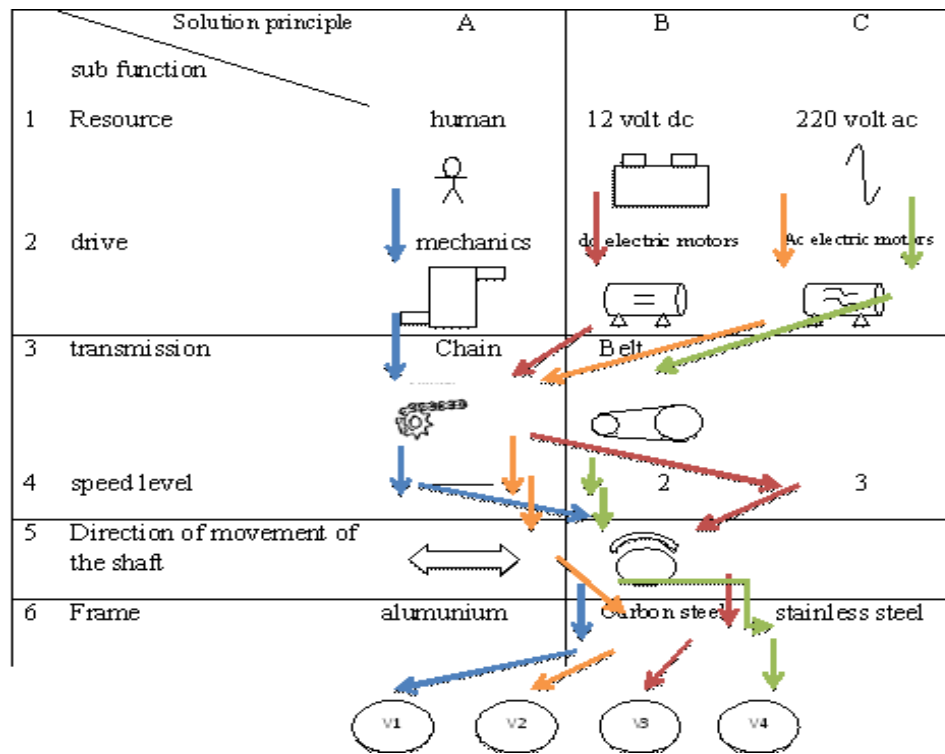 Solution principle A B C
sub function
1 Resource human 12 volt dc 220 volt ac
2 drive mechanics dc electric motors Ac electric motors
3 transmission Chain Belt
4 speed level 2 3
5 Direction of movement of
the shaft
6 Frame alumunium Carbon steel stainless steel
V1 V2 V3 V4